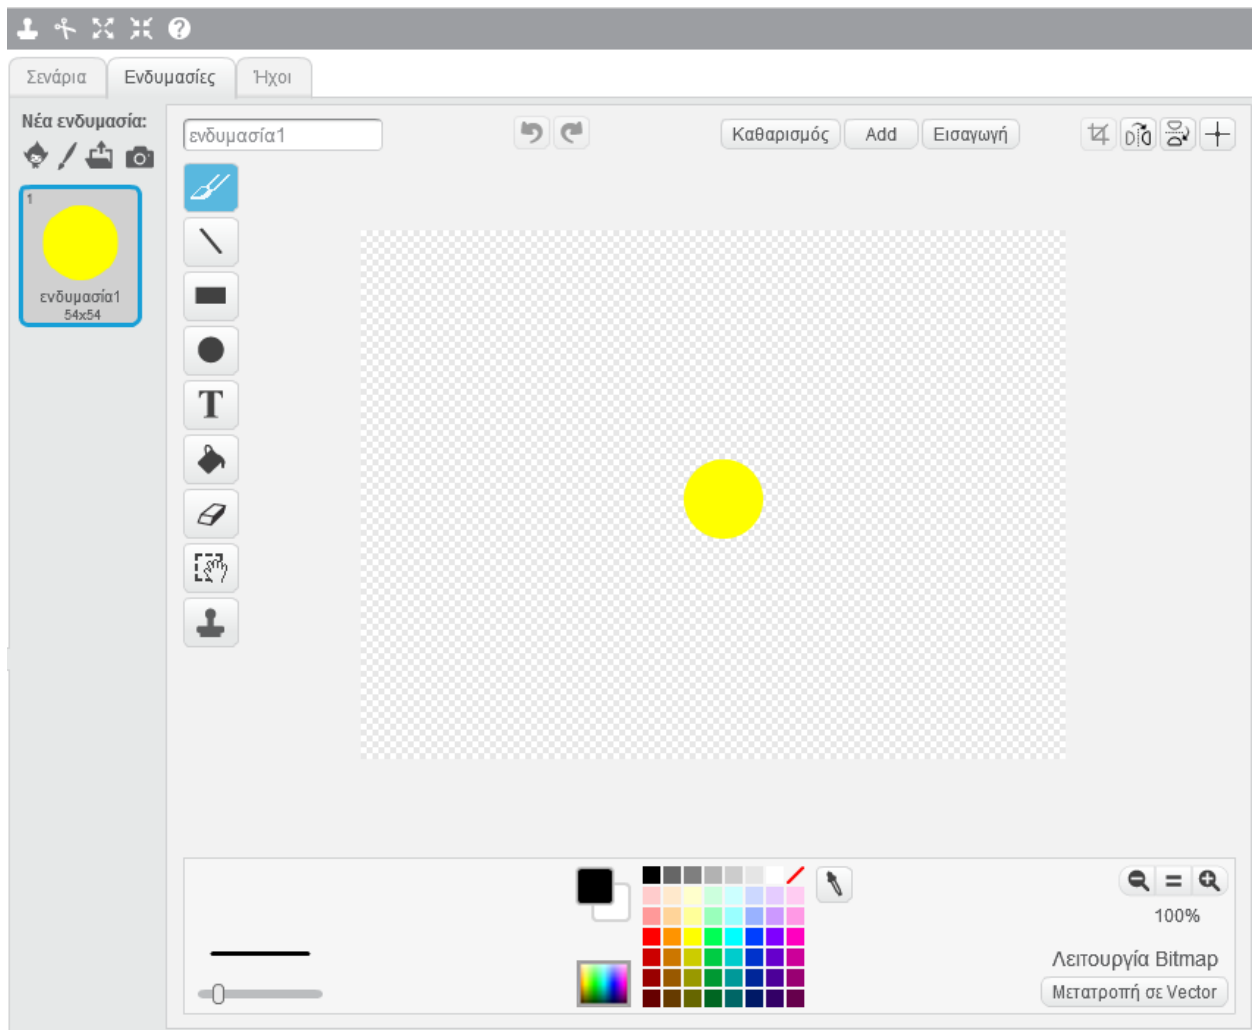 Σενάρια
Ενδυμασίες
Ήχοι
Νέα ενδυμασία:
ενδυμασία1
Καθαρισμός
Add
Εισαγωγή
1
ενδυμασία1
54x54
T
100%
Λειτουργία Bitmap
Μετατροπή σε Vector